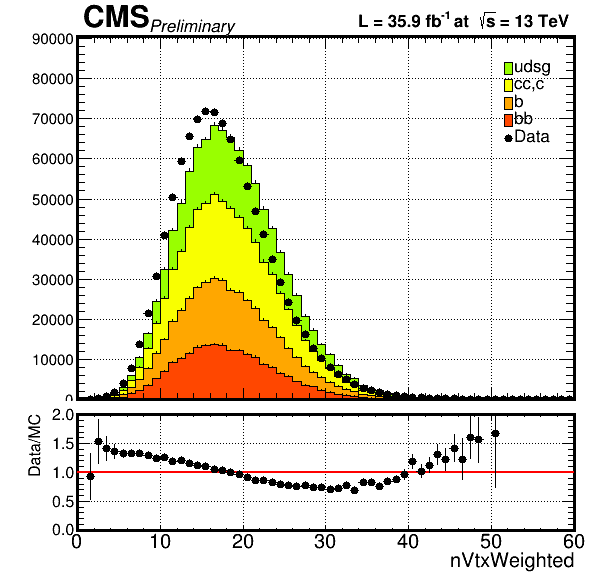 CMS Preliminary L = 35.9 fb⁻¹ at √s = 13 TeV
90000
80000
70000
60000
50000
40000
30000
20000
10000
0
udsg
cc,c
b
bb
Data
Data/MC
2.0
1.5
1.0
0.5
0.0
0 10 20 30 40 50 60
nVtxWeighted